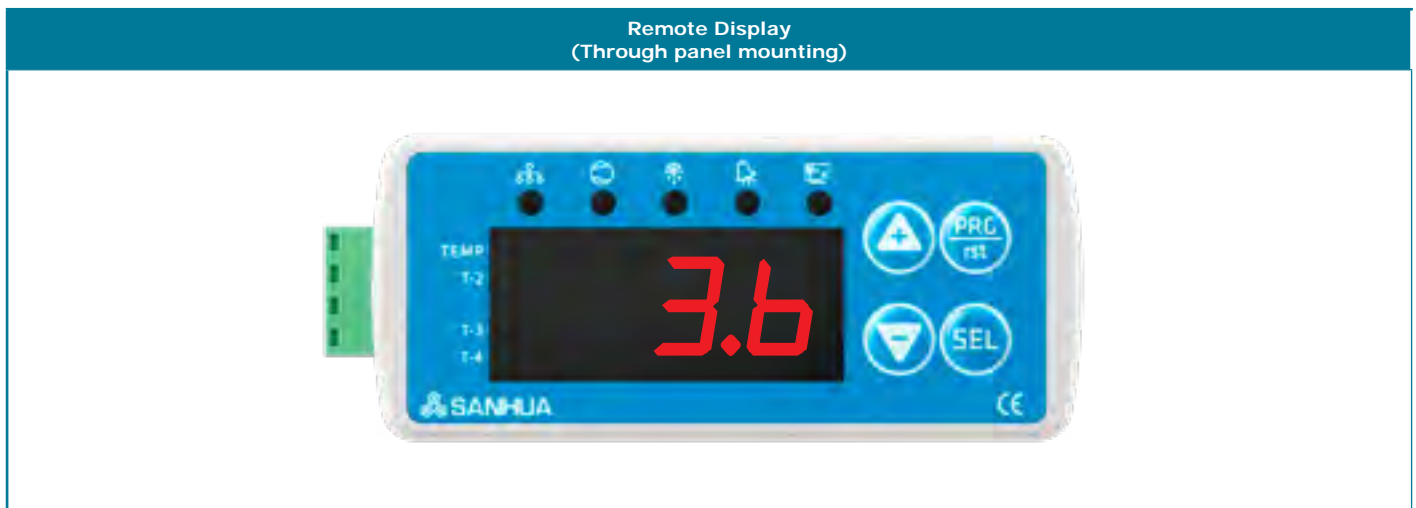 Remote Display
(Through panel mounting)
TEMP
T-2
T-3
T-4
3.6
+
PRG
rst
-
SEL
SANHUA
CE